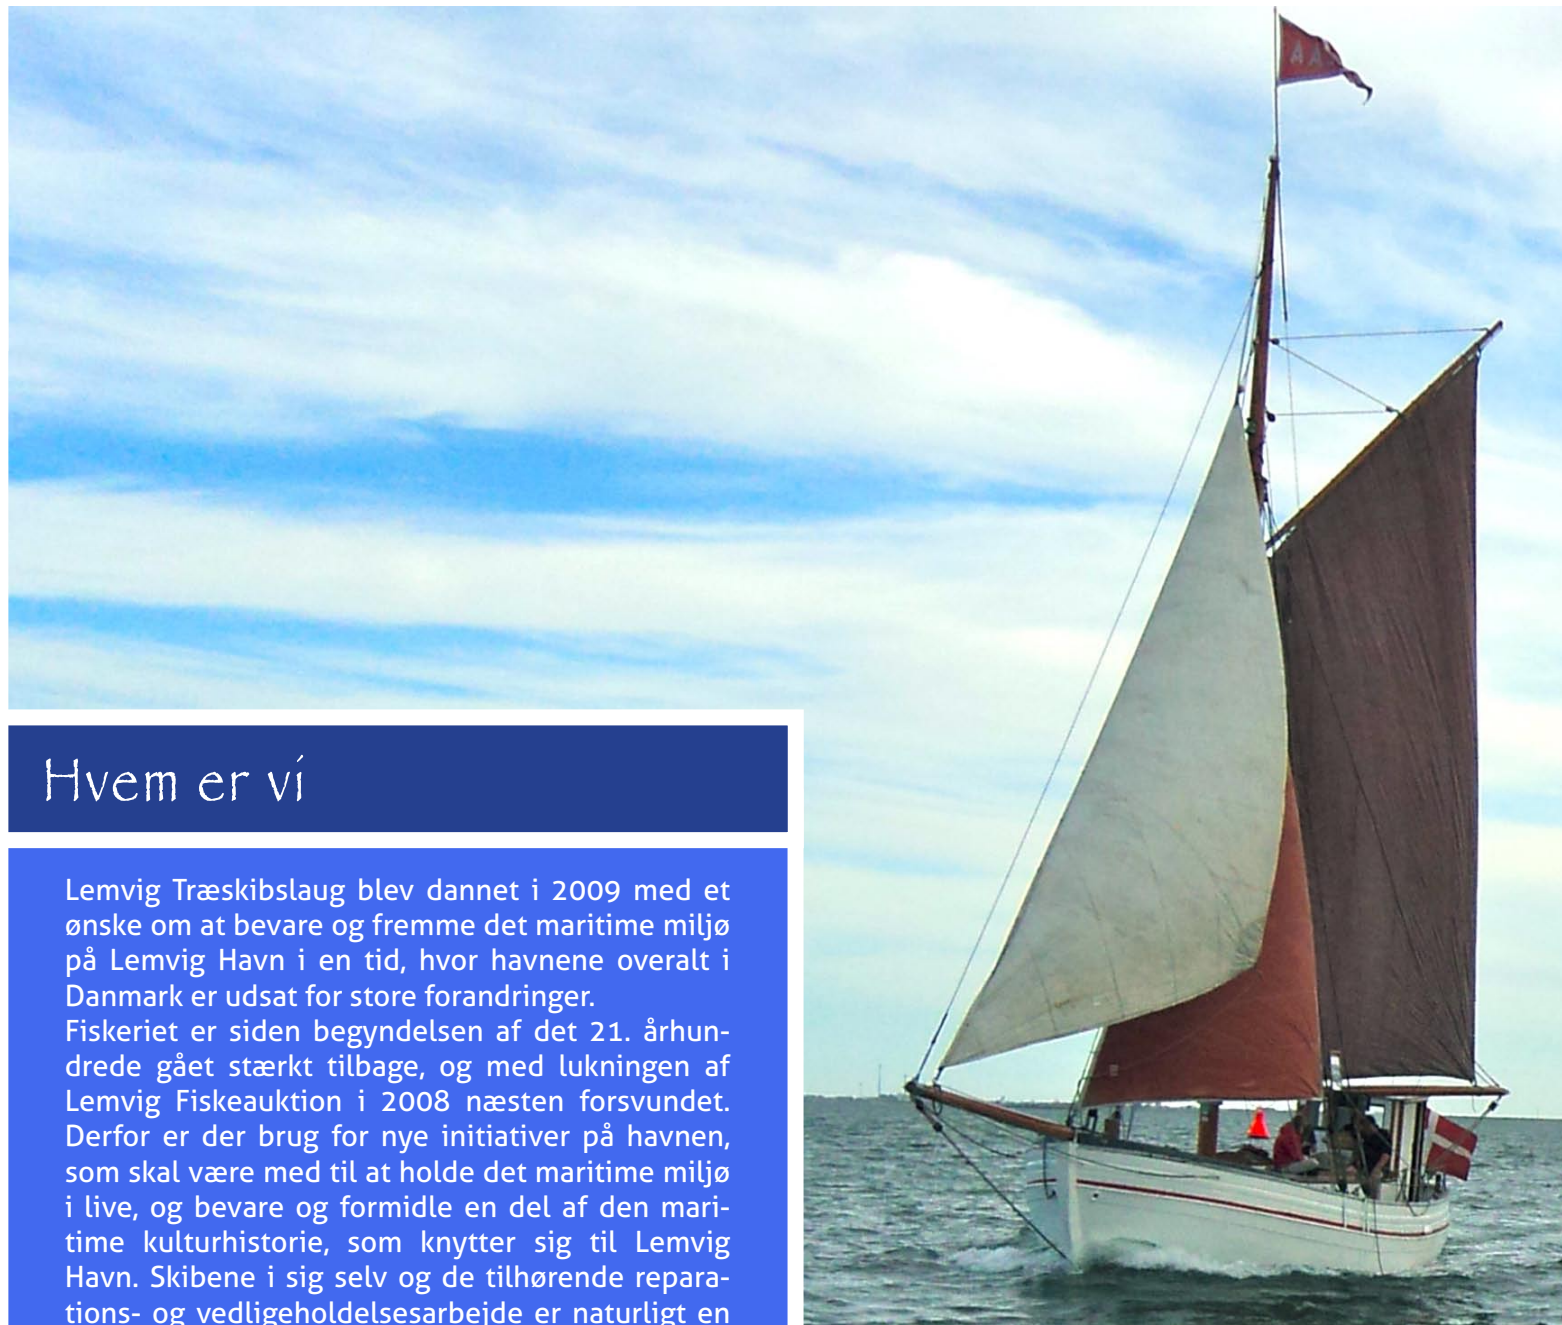 AA
Hvem er vi
Lemvig Træskibslaug blev dannet i 2009 med et
ønske om at bevare og fremme det maritime miljø
på Lemvig Havn i en tid, hvor havnene overalt i
Danmark er udsat for store forandringer.
Fiskeriet er siden begyndelsen af det 21. århun-
drede gået stærkt tilbage, og med lukningen af
Lemvig Fiskeauktion i 2008 næsten forsvundet.
Derfor er der brug for nye initiativer på havnen,
som skal være med til at holde det maritime miljø
i live, og bevare og formidle en del af den mari-
time kulturhistorie, som knytter sig til Lemvig
Havn. Skibene i sig selv og de tilhørende repara-
tions- og vedligeholdelsesarbejde er naturligt en